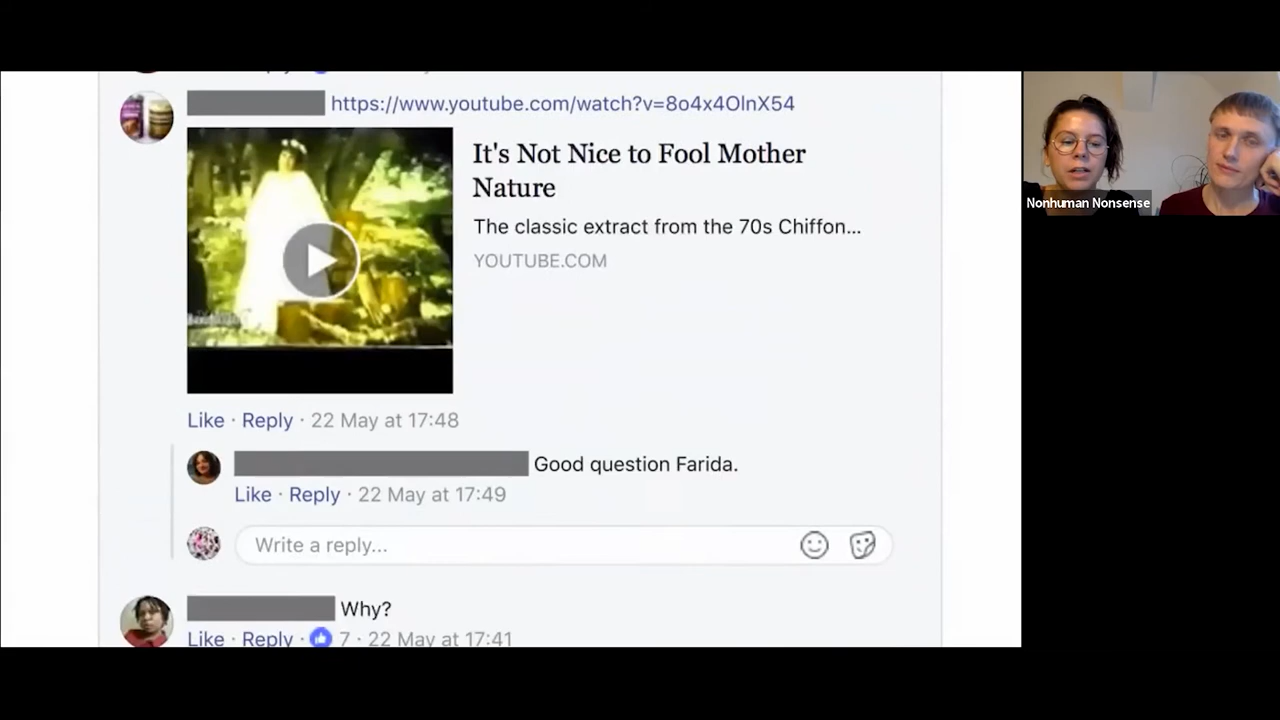 https://www.youtube.com/watch?v=8o4x4OlnX54
It's Not Nice to Fool Mother
Nature
The classic extract from the 70s Chiffon...
YOUTUBE.COM
Like · Reply · 22 May at 17:48
Good question Farida.
Like · Reply · 22 May at 17:49
Write a reply...
Why?
Like · Reply · 7 · 22 May at 17:41
Nonhuman Nonsense